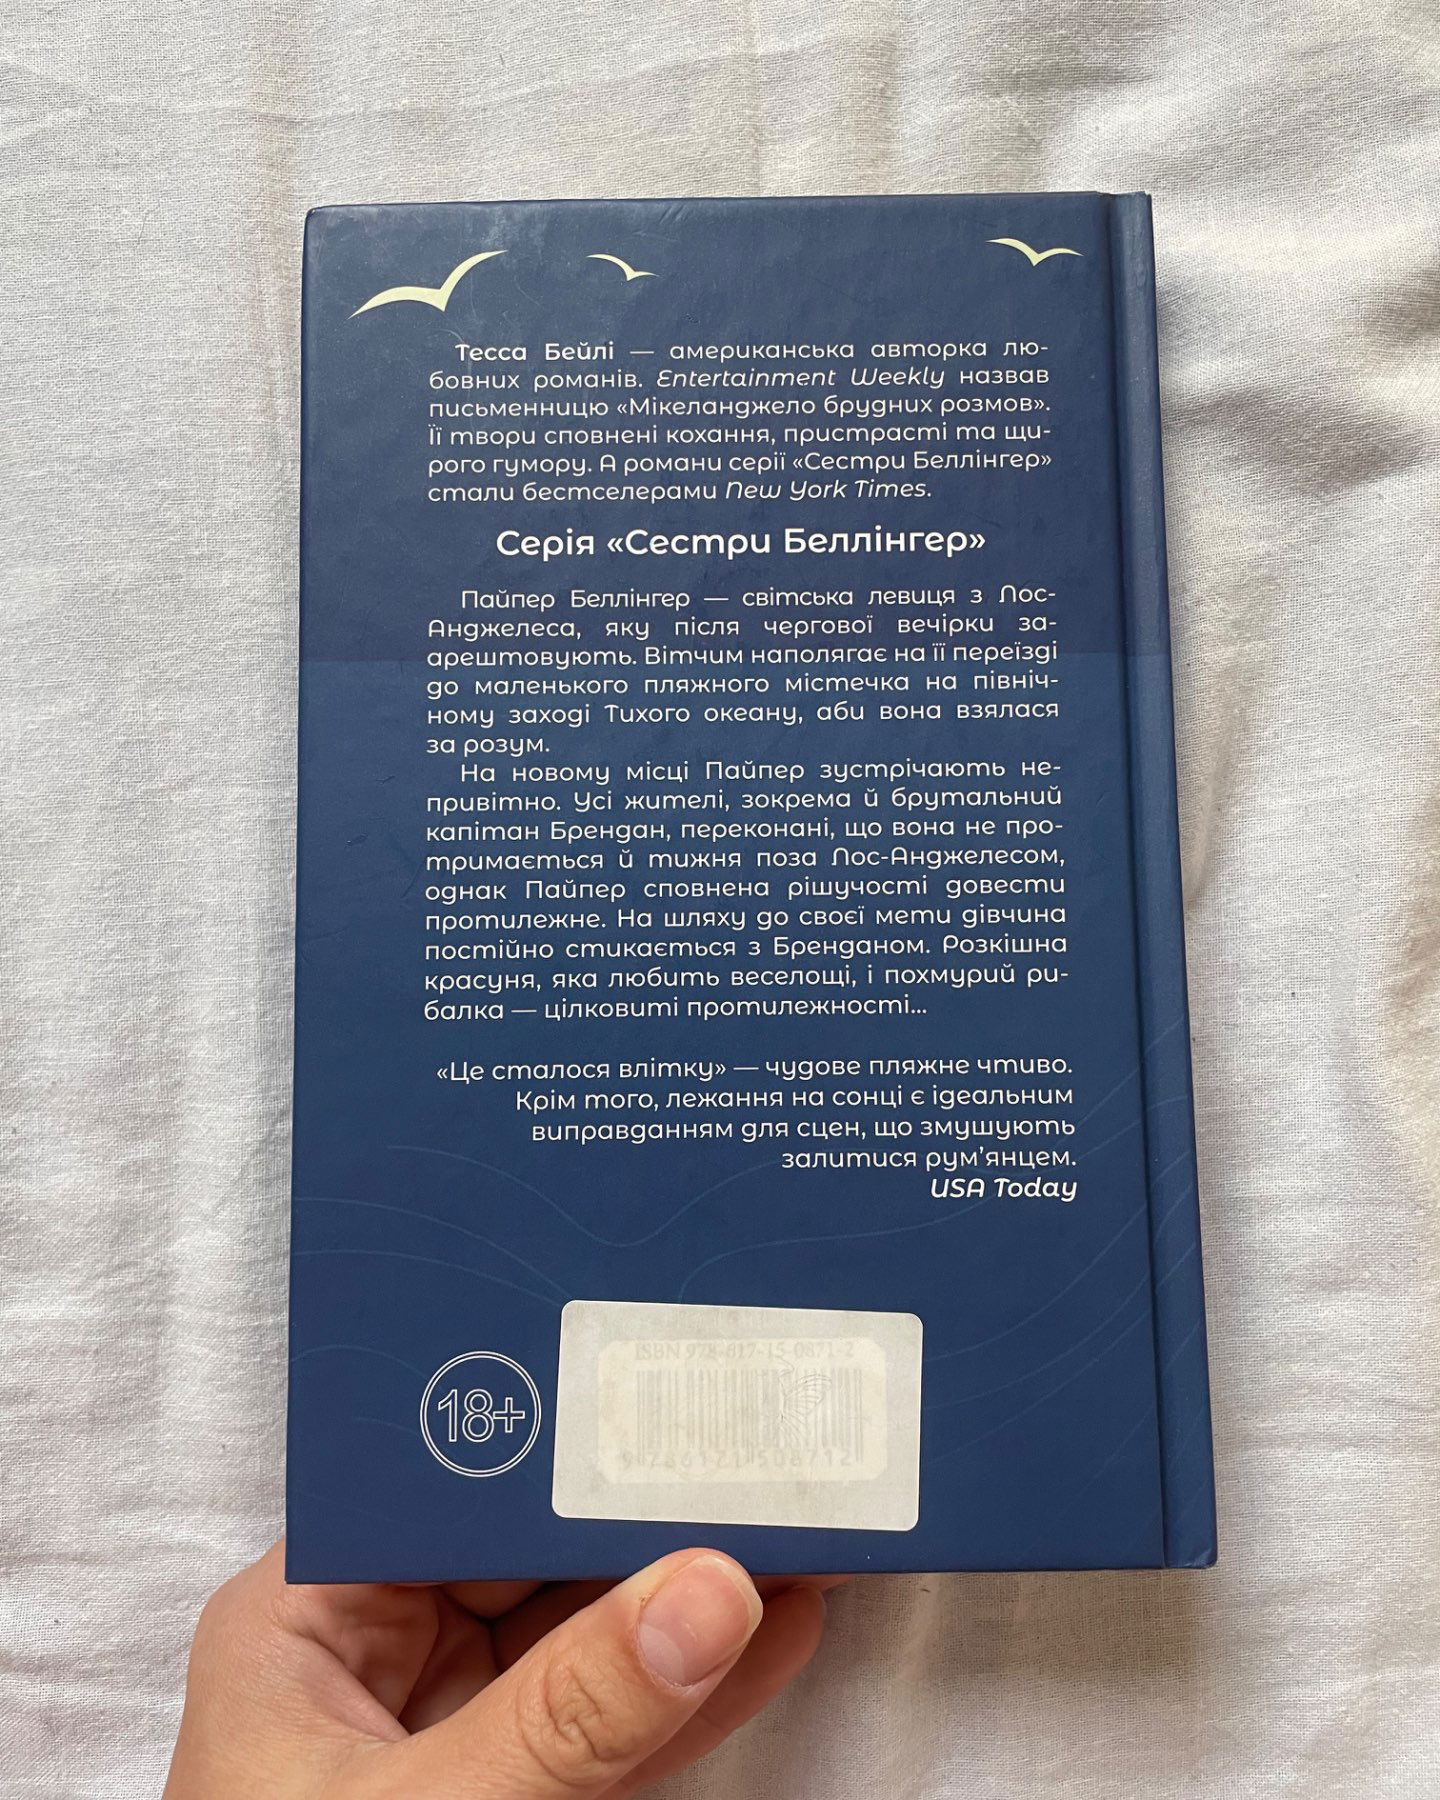 Тесса Бейлі — американська авторка лю-
бовних романів. Entertainment Weekly назвав
письменницю «Мікеланджело брудних розмов».
Її твори сповнені кохання, пристрасті та щи-
рого гумору. А романи серії «Сестри Беллінгер»
стали бестселерами New York Times.
Серія «Сестри Беллінгер»
Пайпер Беллінгер — світська левиця з Лос-
Анджелеса, яку після чергової вечірки за-
арештовують. Вітчим наполягає на її переїзді
до маленького пляжного містечка на північ-
ному заході Тихого океану, аби вона взялася
за розум.
На новому місці Пайпер зустрічають не-
привітно. Усі жителі, зокрема й брутальний
капітан Брендан, переконані, що вона не про-
тримається й тижня поза Лос-Анджелесом,
однак Пайпер сповнена рішучості довести
протилежне. На шляху до своєї мети дівчина
постійно стикається з Бренданом. Розкішна
красуня, яка любить веселощі, і похмурий ри-
балка — цілковиті протилежності...
«Це сталося влітку» — чудове пляжне чтиво.
Крім того, лежання на сонці є ідеальним
виправданням для сцен, що змушують
залитися рум’янцем.
USA Today
18+
ISBN 978-617-15-0871-2
9 786171 508712